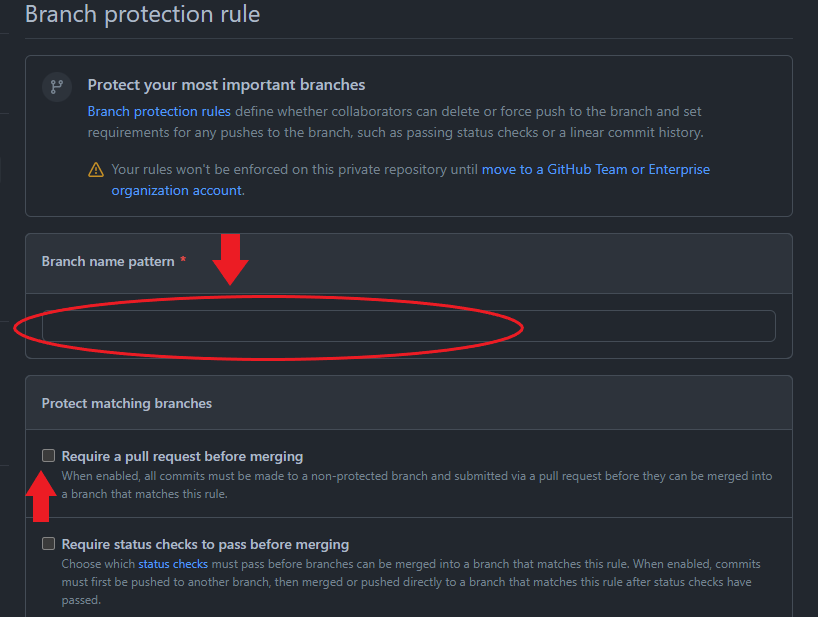 Branch protection rule
Protect your most important branches
Branch protection rules define whether collaborators can delete or force push to the branch and set
requirements for any pushes to the branch, such as passing status checks or a linear commit history.
Your rules won't be enforced on this private repository until move to a GitHub Team or Enterprise
organization account.
Branch name pattern *
Protect matching branches
Require a pull request before merging
When enabled, all commits must be made to a non-protected branch and submitted via a pull request before they can be merged into
a branch that matches this rule.
Require status checks to pass before merging
Choose which status checks must pass before branches can be merged into a branch that matches this rule. When enabled, commits
must first be pushed to another branch, then merged or pushed directly to a branch that matches this rule after status checks have
passed.